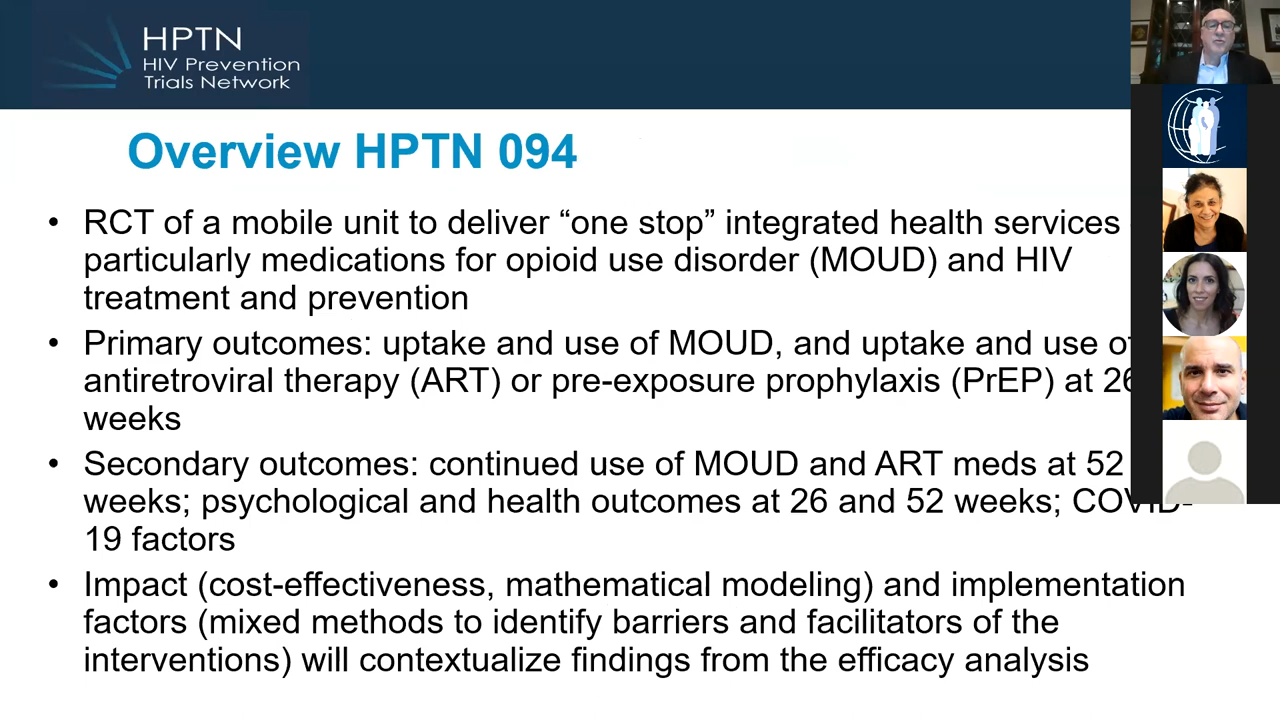 HPTN
HIV Prevention
Trials Network
Overview HPTN 094
• RCT of a mobile unit to deliver “one stop” integrated health services
particularly medications for opioid use disorder (MOUD) and HIV
treatment and prevention
• Primary outcomes: uptake and use of MOUD, and uptake and use of
antiretroviral therapy (ART) or pre-exposure prophylaxis (PrEP) at 26
weeks
• Secondary outcomes: continued use of MOUD and ART meds at 52
weeks; psychological and health outcomes at 26 and 52 weeks; COVID-
19 factors
• Impact (cost-effectiveness, mathematical modeling) and implementation
factors (mixed methods to identify barriers and facilitators of the
interventions) will contextualize findings from the efficacy analysis